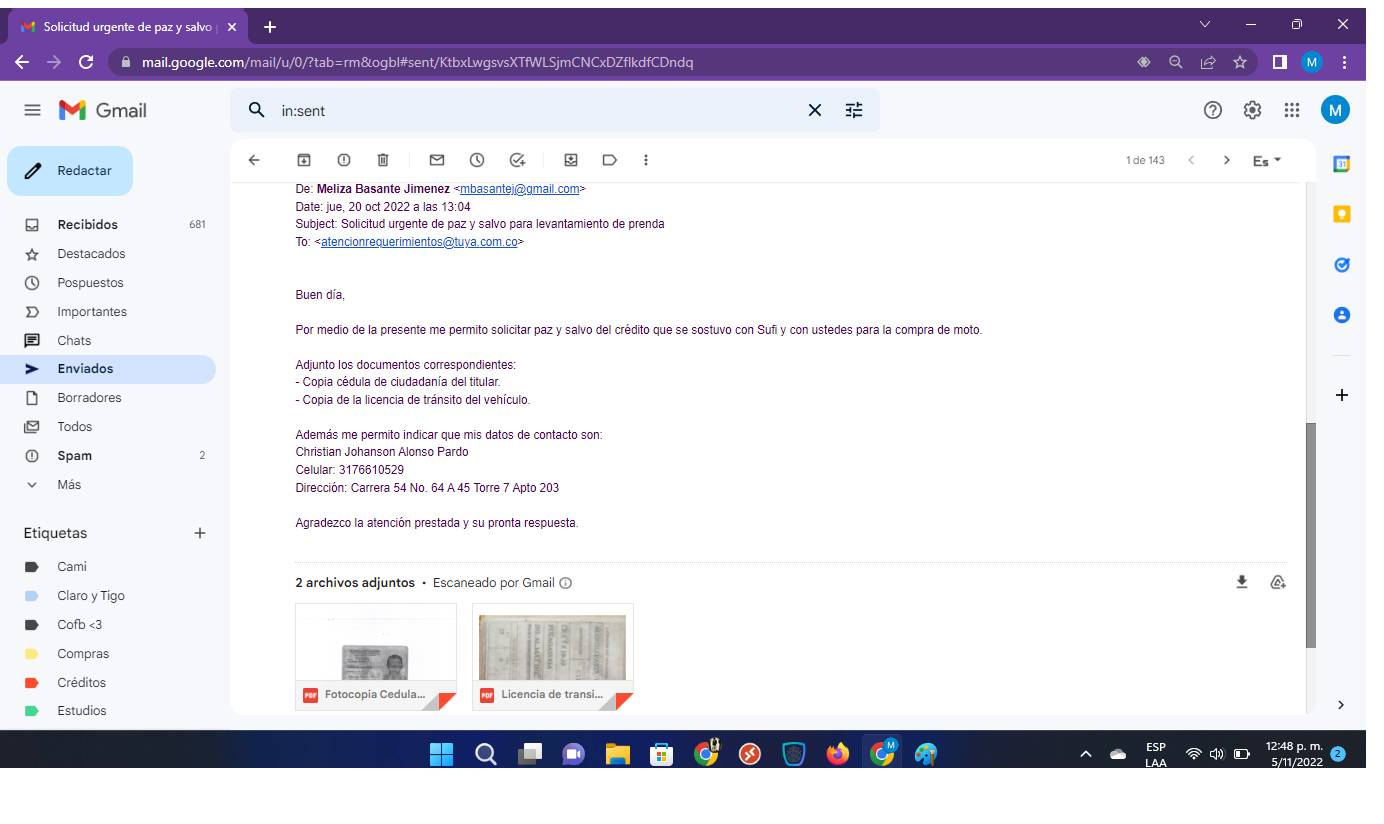 Solicitud urgente de paz y salvo
mail.google.com/mail/u/0/?tab=rm&ogbl#sent/KtbxLwgsvsXTfWLSjmCNCxDZflkdfCDndq
M
Gmail
in:sent
M
Redactar
1 de 143
Es
31
Recibidos 681
Destacados
Pospuestos
Importantes
Chats
Enviados
Borradores
Todos
Spam 2
Más
Etiquetas
Cami
Claro y Tigo
Cofb <3
Compras
Créditos
Estudios
De: Meliza Basante Jimenez <mbasantej@gmail.com>
Date: jue, 20 oct 2022 a las 13:04
Subject: Solicitud urgente de paz y salvo para levantamiento de prenda
To: <atencionrequerimientos@tuya.com.co>
Buen día,
Por medio de la presente me permito solicitar paz y salvo del crédito que se sostuvo con Sufi y con ustedes para la compra de moto.
Adjunto los documentos correspondientes:
- Copia cédula de ciudadanía del titular.
- Copia de la licencia de tránsito del vehículo.
Además me permito indicar que mis datos de contacto son:
Christian Johanson Alonso Pardo
Celular: 3176610529
Dirección: Carrera 54 No. 64 A 45 Torre 7 Apto 203
Agradezco la atención prestada y su pronta respuesta.
2 archivos adjuntos • Escaneado por Gmail
PDF Fotocopia Cedula...
PDF Licencia de transi...
M
ESP
LAA
12:48 p. m.
5/11/2022
2